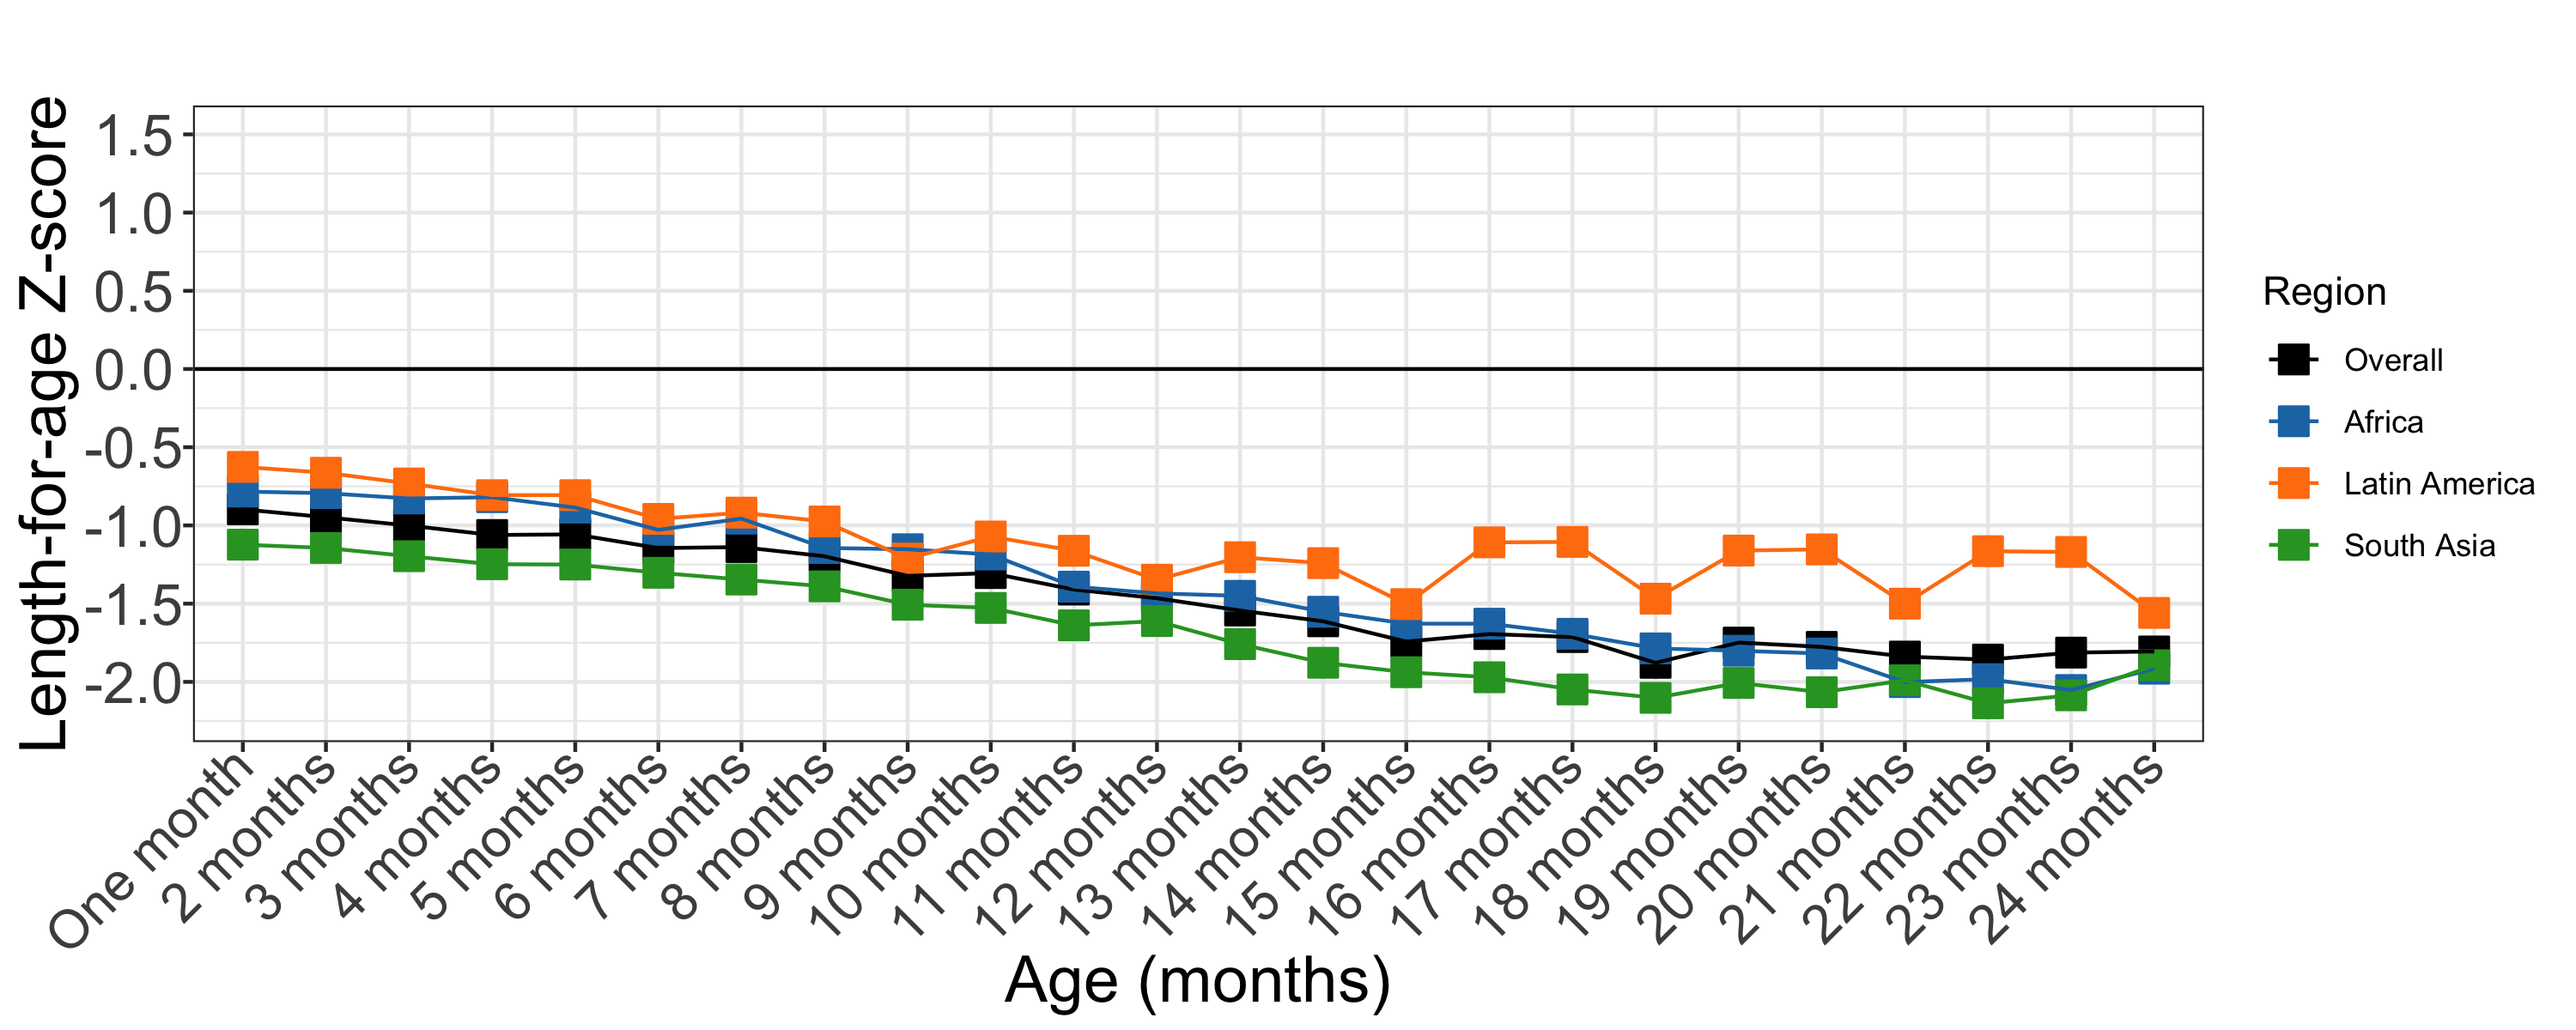 Length-for-age Z-score
1.5
1.0
0.5
0.0
-0.5
-1.0
-1.5
-2.0
One month
2 months
3 months
4 months
5 months
6 months
7 months
8 months
9 months
10 months
11 months
12 months
13 months
14 months
15 months
16 months
17 months
18 months
19 months
20 months
21 months
22 months
23 months
24 months
Age (months)
Region
Overall
Africa
Latin America
South Asia